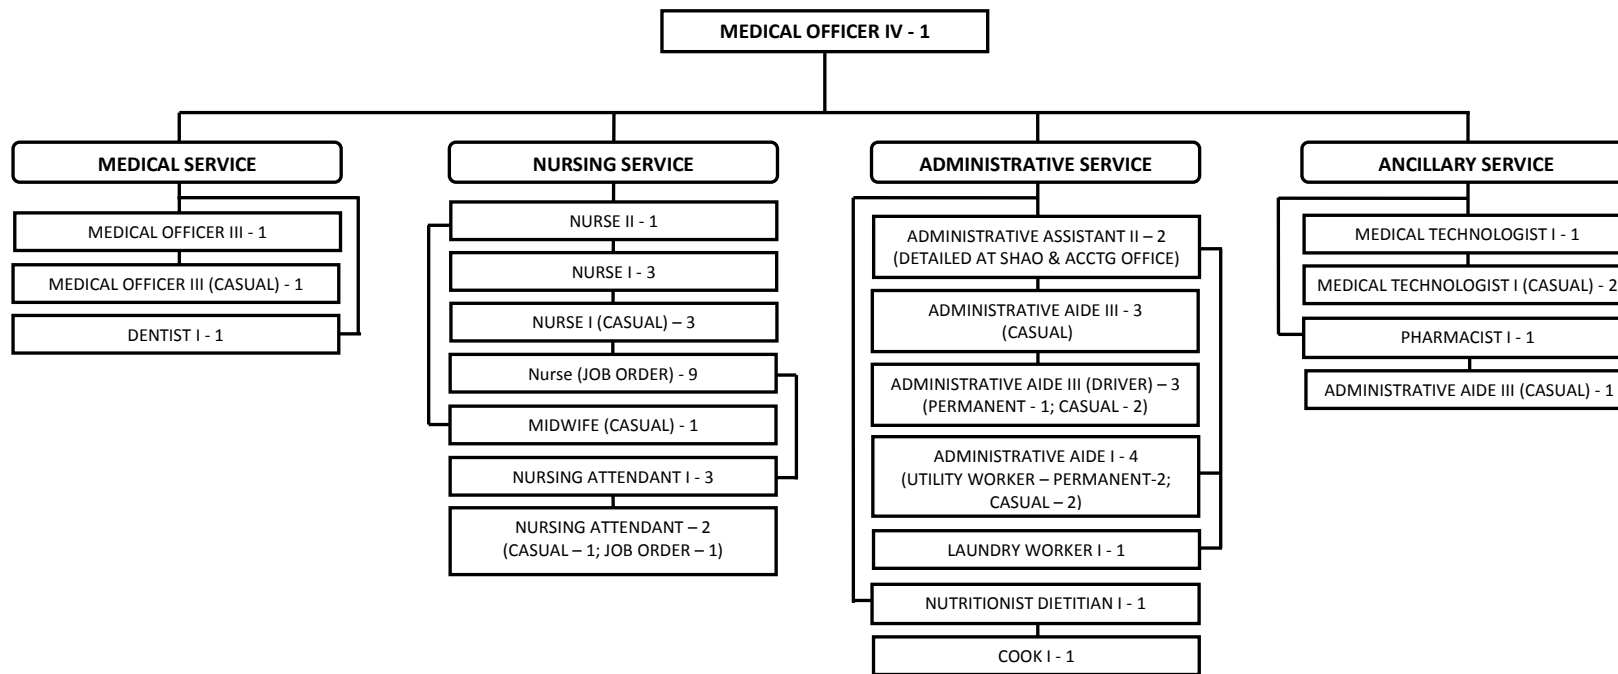 MEDICAL OFFICER IV - 1
MEDICAL SERVICE
MEDICAL OFFICER III - 1
MEDICAL OFFICER III (CASUAL) - 1
DENTIST I - 1
NURSING SERVICE
NURSE II - 1
NURSE I - 3
NURSE I (CASUAL) – 3
Nurse (JOB ORDER) - 9
MIDWIFE (CASUAL) - 1
NURSING ATTENDANT I - 3
NURSING ATTENDANT – 2
(CASUAL – 1; JOB ORDER – 1)
ADMINISTRATIVE SERVICE
ADMINISTRATIVE ASSISTANT II – 2
(DETAILED AT SHAO & ACCTG OFFICE)
ADMINISTRATIVE AIDE III - 3
(CASUAL)
ADMINISTRATIVE AIDE III (DRIVER) – 3
(PERMANENT - 1; CASUAL - 2)
ADMINISTRATIVE AIDE I - 4
(UTILITY WORKER – PERMANENT-2;
CASUAL – 2)
LAUNDRY WORKER I - 1
NUTRITIONIST DIETITIAN I - 1
COOK I - 1
ANCILLARY SERVICE
MEDICAL TECHNOLOGIST I - 1
MEDICAL TECHNOLOGIST I (CASUAL) - 2
PHARMACIST I - 1
ADMINISTRATIVE AIDE III (CASUAL) - 1